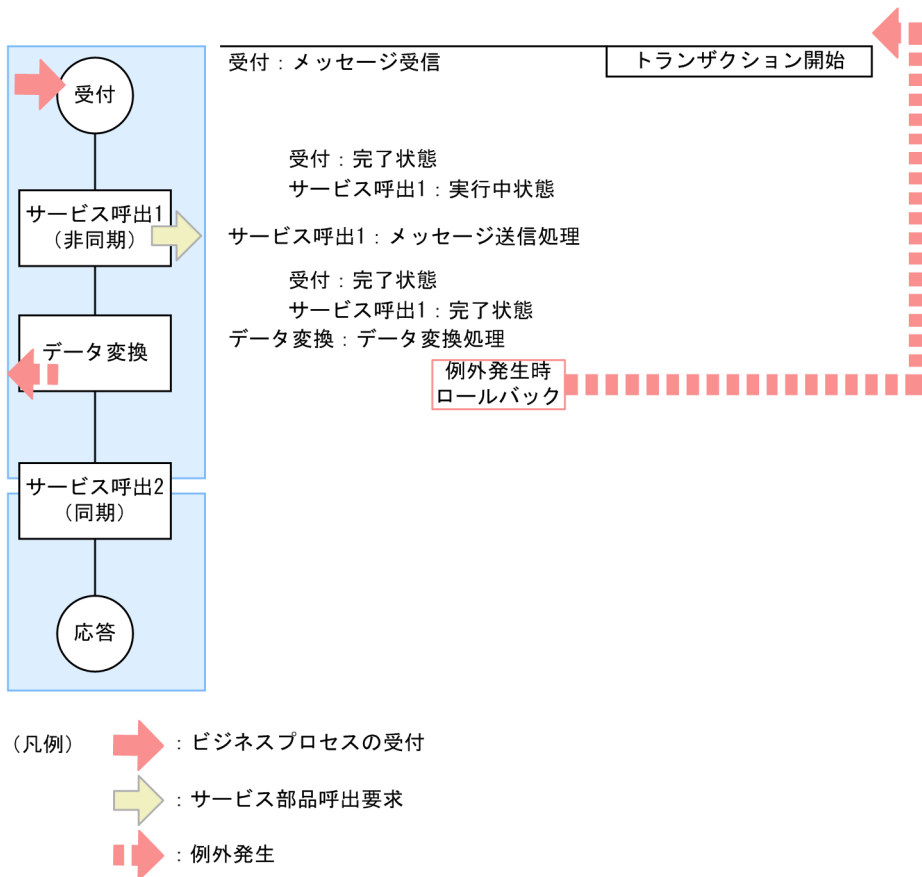 受付：メッセージ受信
トランザクション開始
受付
受付：完了状態
サービス呼出1：実行中状態
サービス呼出1
（非同期）
サービス呼出1：メッセージ送信処理
受付：完了状態
サービス呼出1：完了状態
データ変換：データ変換処理
データ変換
例外発生時
ロールバック
サービス呼出2
（同期）
応答
（凡例）
：ビジネスプロセスの受付
：サービス部品呼出要求
：例外発生